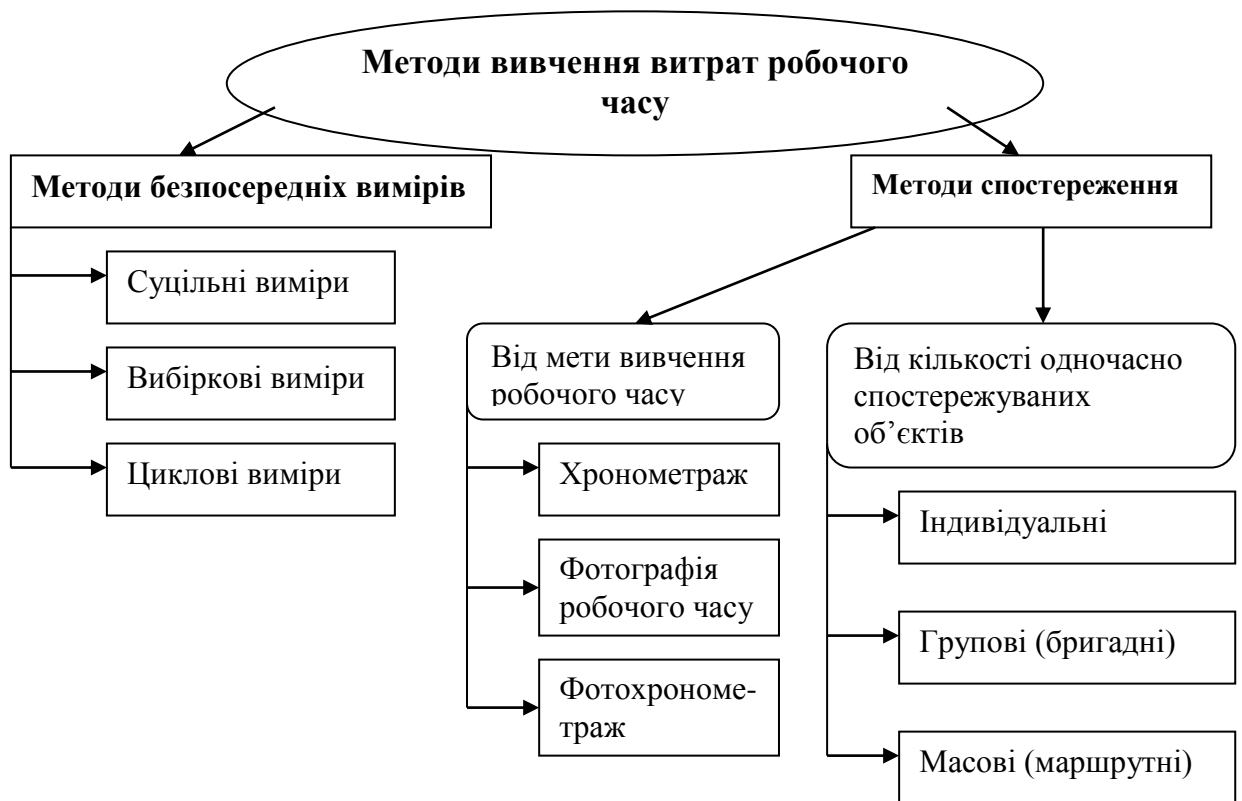 Методи вивчення витрат робочого
часу
Методи безпосередніх вимірів
Суцільні виміри
Вибіркові виміри
Циклові виміри
Методи спостереження
Від мети вивчення
робочого часу
Хронометраж
Фотографія
робочого часу
Фотохрономе-
траж
Від кількості одночасно
спостережуваних
об’єктів
Індивідуальні
Групові (бригадні)
Масові (маршрутні)